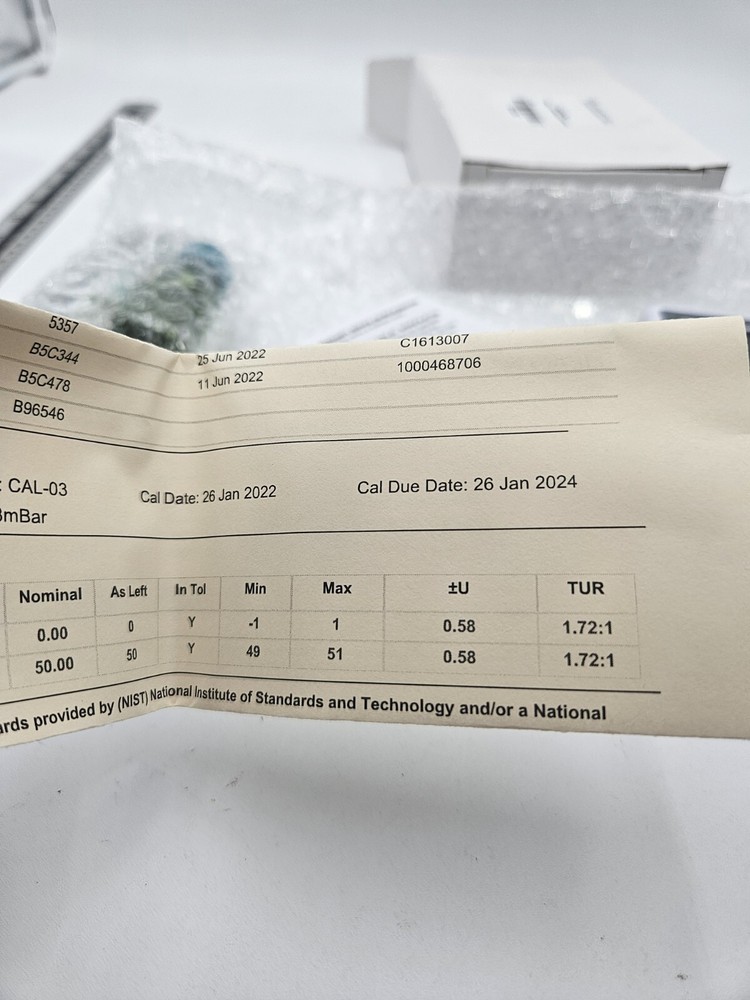 5357
B5C344 25 Jun 2022 C1613007
B5C478 11 Jun 2022 1000468706
B96546
: CAL-03 Cal Date: 26 Jan 2022 Cal Due Date: 26 Jan 2024
mBar
Nominal As Left In Tol Min Max ±U TUR
0.00 0 Y -1 1 0.58 1.72:1
50.00 50 Y 49 51 0.58 1.72:1
rds provided by (NIST) National Institute of Standards and Technology and/or a National